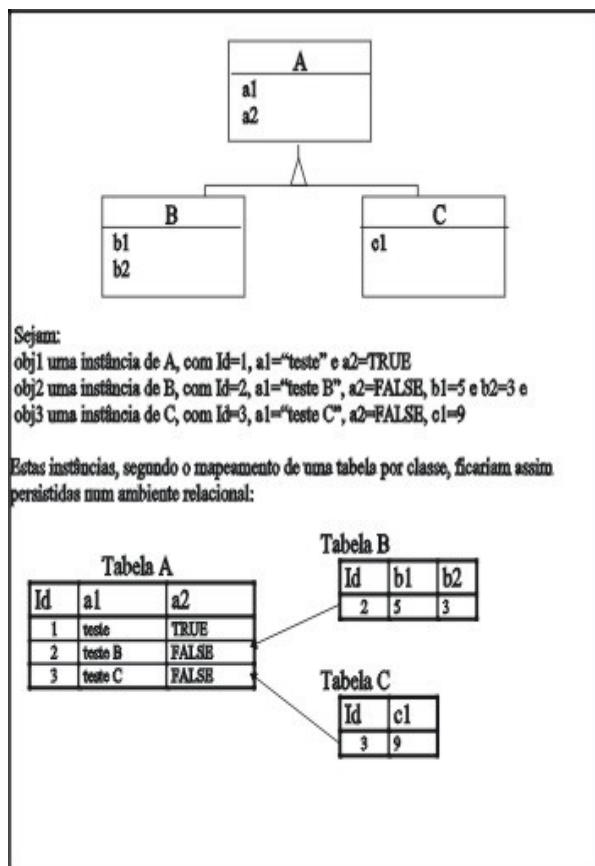 A
a1
a2
B
b1
b2
C
c1
Sejam:
obj1 uma instância de A, com Id=1, a1=“teste” e a2=TRUE
obj2 uma instância de B, com Id=2, a1=“teste B”, a2=FALSE, b1=5 e b2=3 e
obj3 uma instância de C, com Id=3, a1=“teste C”, a2=FALSE, c1=9
Estas instâncias, segundo o mapeamento de uma tabela por classe, ficariam assim
persistidas num ambiente relacional:
Tabela A
Id a1 a2
1 teste TRUE
2 teste B FALSE
3 teste C FALSE
Tabela B
Id b1 b2
2 5 3
Tabela C
Id c1
3 9